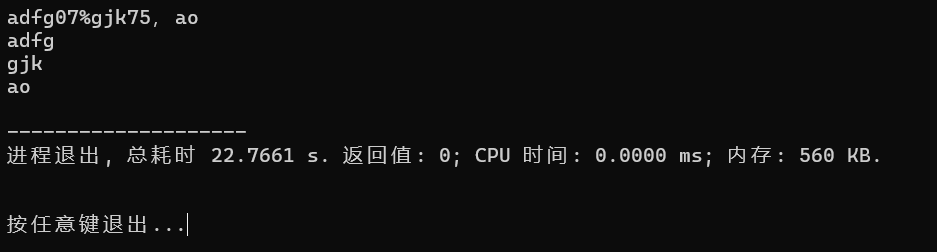 adfg07%gjk75, ao
adfg
gjk
ao
--------------------
进程退出, 总耗时 22.7661 s. 返回值: 0; CPU 时间: 0.0000 ms; 内存: 560 KB.
按任意键退出...